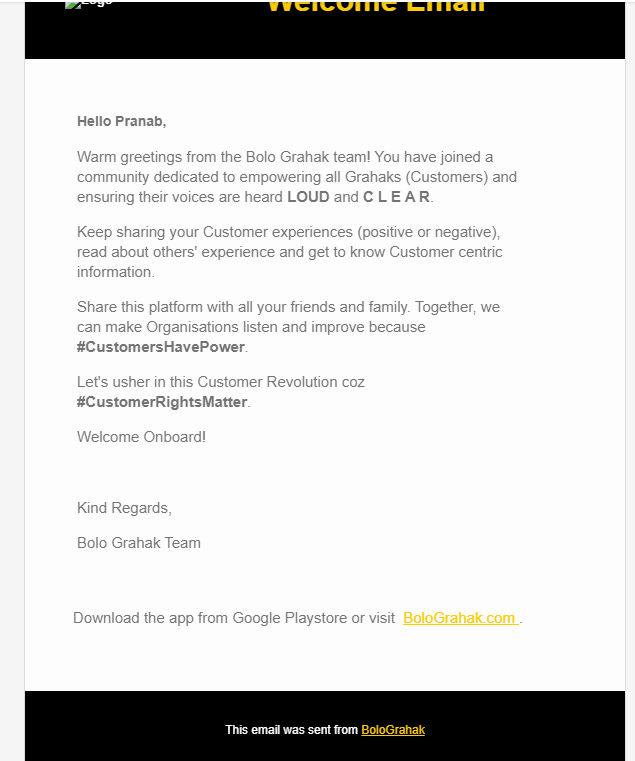 Logo
Welcome Email
Hello Pranab,
Warm greetings from the Bolo Grahak team! You have joined a
community dedicated to empowering all Grahaks (Customers) and
ensuring their voices are heard LOUD and C L E A R.
Keep sharing your Customer experiences (positive or negative),
read about others' experience and get to know Customer centric
information.
Share this platform with all your friends and family. Together, we
can make Organisations listen and improve because
#CustomersHavePower.
Let's usher in this Customer Revolution coz
#CustomerRightsMatter.
Welcome Onboard!
Kind Regards,
Bolo Grahak Team
Download the app from Google Playstore or visit  BoloGrahak.com .
This email was sent from BoloGrahak